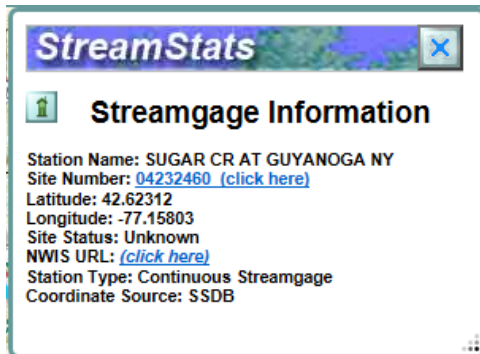 StreamStats
Streamgage Information
Station Name: SUGAR CR AT GUYANOGA NY
Site Number: 04232460 (click here)
Latitude: 42.62312
Longitude: -77.15803
Site Status: Unknown
NWIS URL: (click here)
Station Type: Continuous Streamgage
Coordinate Source: SSDB